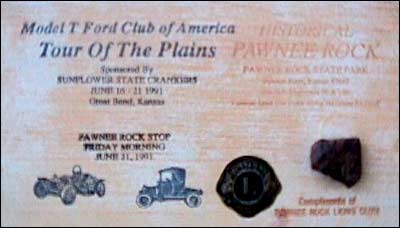 Model T Ford Club of America
Tour Of The Plains
Sponsored By
SUNFLOWER STATE CRANKERS
JUNE 16 - 21 1991
Great Bend, Kansas
PAWNEE ROCK STOP
FRIDAY MORNING
JUNE 21, 1991
HISTORICAL
PAWNEE ROCK
PAWNEE ROCK STATE PARK
L
Compliments of
PAWNEE ROCK LIONS CLUB